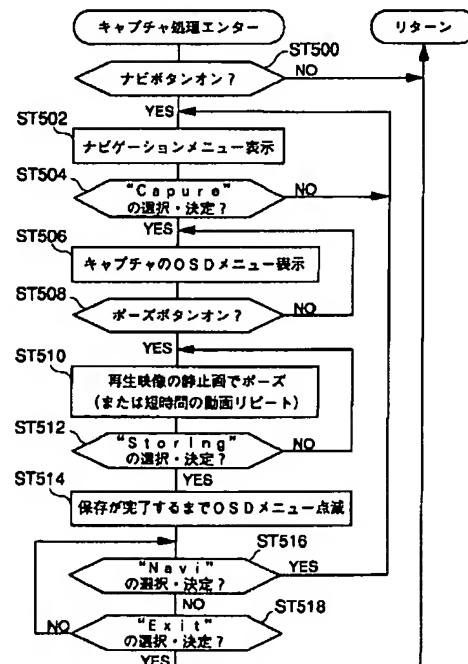 キャプチャ処理エンター
リターン
ST500
ナビボタンオン？
NO
YES
ST502
ナビゲーションメニュー表示
ST504
“Capure”
の選択・決定？
NO
YES
ST506
キャプチャのOSDメニュー表示
ST508
ポーズボタンオン？
NO
YES
ST510
再生映像の静止画でポーズ
（または短時間の動画リピート）
ST512
“Storing”
の選択・決定？
NO
YES
ST514
保存が完了するまでOSDメニュー点滅
ST516
“Navi”
の選択・決定？
YES
NO
ST518
“Exit”
の選択・決定？
NO
YES